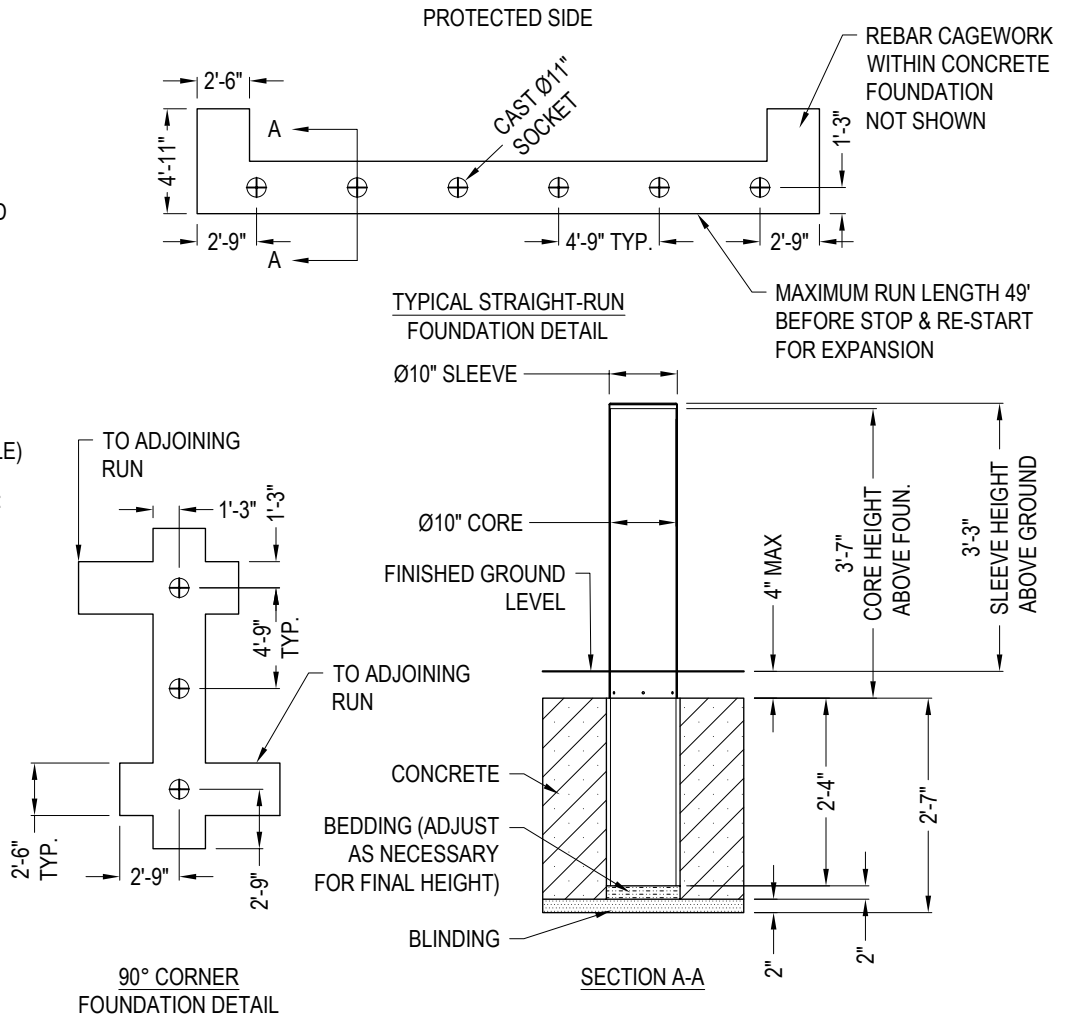 PROTECTED SIDE
REBAR CAGEWORK
WITHIN CONCRETE
FOUNDATION
NOT SHOWN
2'-6"
A
CAST Ø11"
SOCKET
1'-3"
4'-11"
2'-9"
A
4'-9" TYP.
2'-9"
TYPICAL STRAIGHT-RUN
FOUNDATION DETAIL
MAXIMUM RUN LENGTH 49'
BEFORE STOP & RE-START
FOR EXPANSION
LE)
TO ADJOINING
RUN
1'-3"
1'-3"
4'-9"
TYP.
TO ADJOINING
RUN
2'-6"
TYP.
2'-9"
2'-9"
90° CORNER
FOUNDATION DETAIL
Ø10" SLEEVE
Ø10" CORE
FINISHED GROUND
LEVEL
4" MAX
3'-7"
CORE HEIGHT
ABOVE FOUN.
3'-3"
SLEEVE HEIGHT
ABOVE GROUND
CONCRETE
BEDDING (ADJUST
AS NECESSARY
FOR FINAL HEIGHT)
BLINDING
2'-4"
2'-7"
2"
2"
SECTION A-A